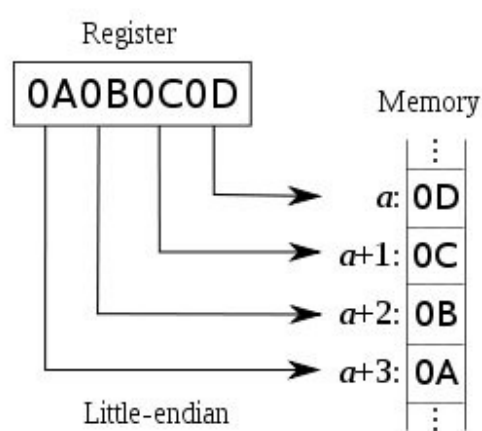 Register
0A0B0C0D
Memory
⋮
a: 0D
a+1: 0C
a+2: 0B
a+3: 0A
⋮
Little-endian